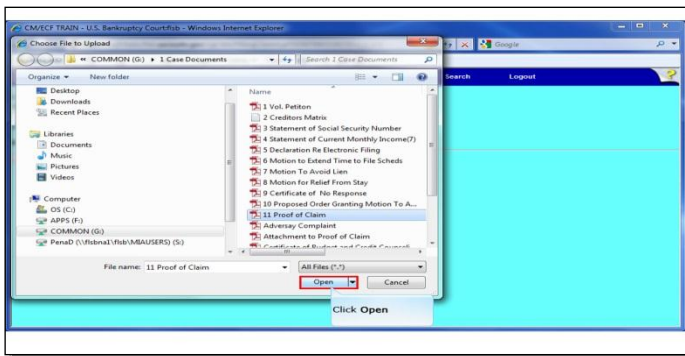 CM/ECF TRAIN - U.S. Bankruptcy Court:flsb - Windows Internet Explorer
Choose File to Upload
Google
« COMMON (G:) ▸ 1 Case Documents
Search 1 Case Documents
Organize ▾ New folder
Search Logout
?
Desktop
Downloads
Recent Places
Libraries
Documents
Music
Pictures
Videos
Computer
OS (C:)
APPS (F:)
COMMON (G:)
PenaD (\\flsbna1\flsb\MIAUSERS) (S:)
Name
1 Vol. Petiton
2 Creditors Matrix
3 Statement of Social Security Number
4 Statement of Current Monthly Income(7)
5 Declaration Re Electronic Filing
6 Motion to Extend Time to File Scheds
7 Motion To Avoid Lien
8 Motion for Relief From Stay
9 Certificate of No Response
10 Proposed Order Granting Motion To A...
11 Proof of Claim
Adversay Complaint
Attachment to Proof of Claim
Certificate of Budget and Credit Counseli
File name: 11 Proof of Claim
All Files (*.*)
Open Cancel
Click Open